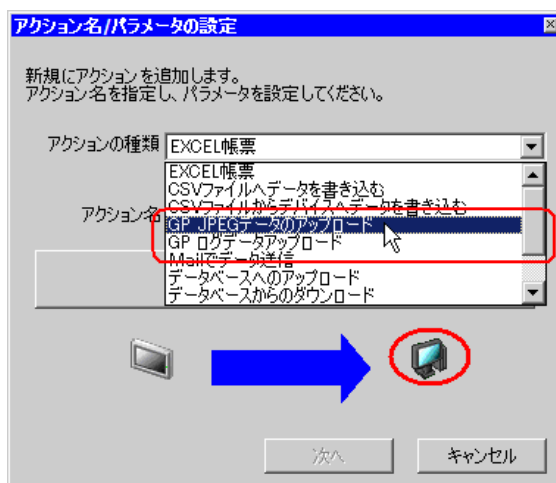 アクション名/パラメータの設定
新規にアクションを追加します。
アクション名を指定し、パラメータを設定してください。
アクションの種類 EXCEL帳票
EXCEL帳票
CSVファイルへデータを書き込む
アクション名 CSVファイルからデバイスへデータを書き込む
GP JPEGデータのアップロード
GP ログデータアップロード
Mailでデータ送信
データベースへのアップロード
データベースからのダウンロード
次へ キャンセル